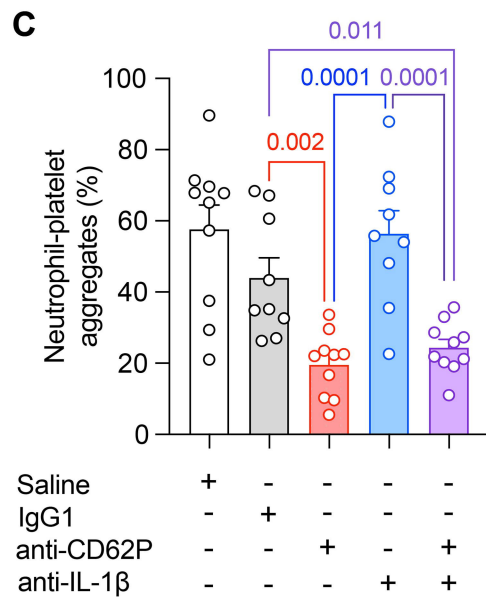 C
0.011
0.0001 0.0001
0.002
Neutrophil-platelet
aggregates (%)
100
80
60
40
20
0
Saline + - - - -
IgG1 - + - - -
anti-CD62P - - + - +
anti-IL-1β - - - + +